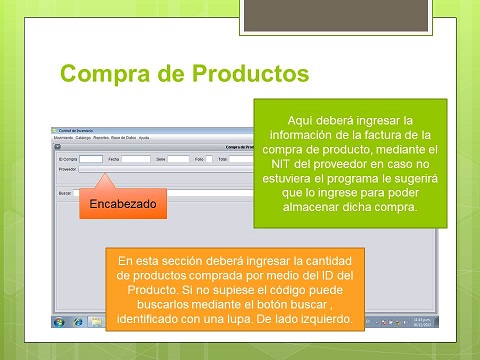 Compra de Productos
Aqui deberá ingresar la
información de la factura de la
compra de producto, mediante el
NIT del proveedor en caso no
estuviera el programa le sugerirá
que lo ingrese para poder
almacenar dicha compra.
Control de Inventario
Movimiento Catalogo Reportes Base de Datos Ayuda
Compra de Pro
ID Compra Fecha Serie Folio Total
Proveedor
Buscar
Encabezado
En esta sección deberá ingresar la cantidad
de productos comprada por medio del ID del
Producto. Si no supiese el código puede
buscarlos mediante el botón buscar ,
identificado con una lupa. De lado izquierdo.